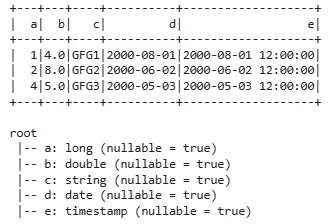 +---+---+----+----------+-------------------+
|  a|  b|   c|         d|                  e|
+---+---+----+----------+-------------------+
|  1|4.0|GFG1|2000-08-01|2000-08-01 12:00:00|
|  2|8.0|GFG2|2000-06-02|2000-06-02 12:00:00|
|  4|5.0|GFG3|2000-05-03|2000-05-03 12:00:00|
+---+---+----+----------+-------------------+
root
 |-- a: long (nullable = true)
 |-- b: double (nullable = true)
 |-- c: string (nullable = true)
 |-- d: date (nullable = true)
 |-- e: timestamp (nullable = true)